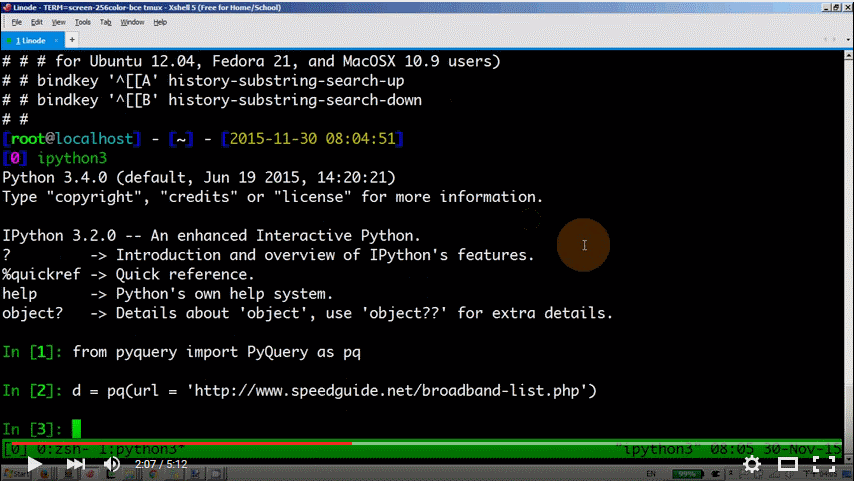 Linode - TERM=screen-256color-bce tmux - Xshell 5 (Free for Home/School)
File Edit View Tools Tab Window Help
1 Linode × +
# # # for Ubuntu 12.04, Fedora 21, and MacOSX 10.9 users)
# # bindkey '^[[A' history-substring-search-up
# # bindkey '^[[B' history-substring-search-down
# #
[root@localhost] - [~] - [2015-11-30 08:04:51]
[0] ipython3
Python 3.4.0 (default, Jun 19 2015, 14:20:21)
Type "copyright", "credits" or "license" for more information.
IPython 3.2.0 -- An enhanced Interactive Python.
? -> Introduction and overview of IPython's features.
%quickref -> Quick reference.
help -> Python's own help system.
object? -> Details about 'object', use 'object??' for extra details.
In [1]: from pyquery import PyQuery as pq
In [2]: d = pq(url = 'http://www.speedguide.net/broadband-list.php')
In [3]:
[0] 0:zsh- 1:python3* "ipython3" 08:05 30-Nov-15
2:07 / 5:12
Start
EN 99%